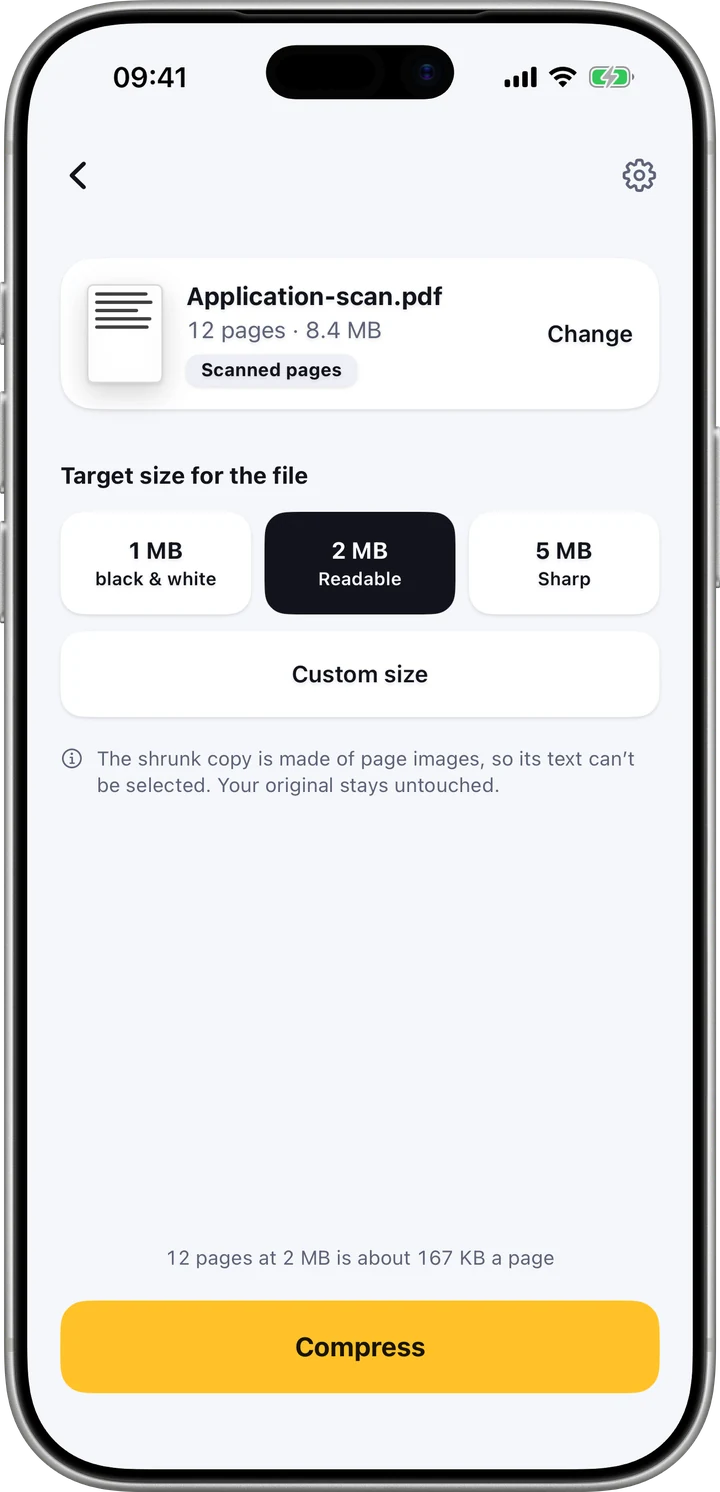 09:41
Application-scan.pdf
12 pages · 8.4 MB
Scanned pages
Change
Target size for the file
1 MB
black & white
2 MB
Readable
5 MB
Sharp
Custom size
The shrunk copy is made of page images, so its text can’t
be selected. Your original stays untouched.
12 pages at 2 MB is about 167 KB a page
Compress